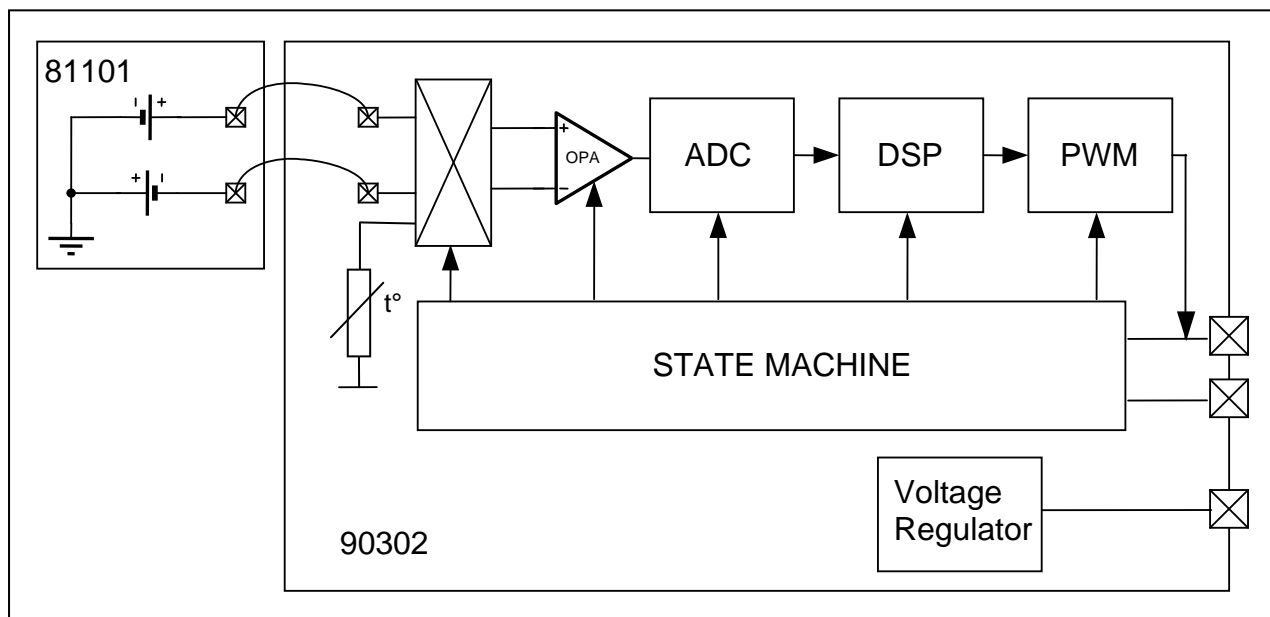 81101
- +
+ -
+
OPA
-
ADC
DSP
PWM
t°
STATE MACHINE
Voltage
Regulator
90302